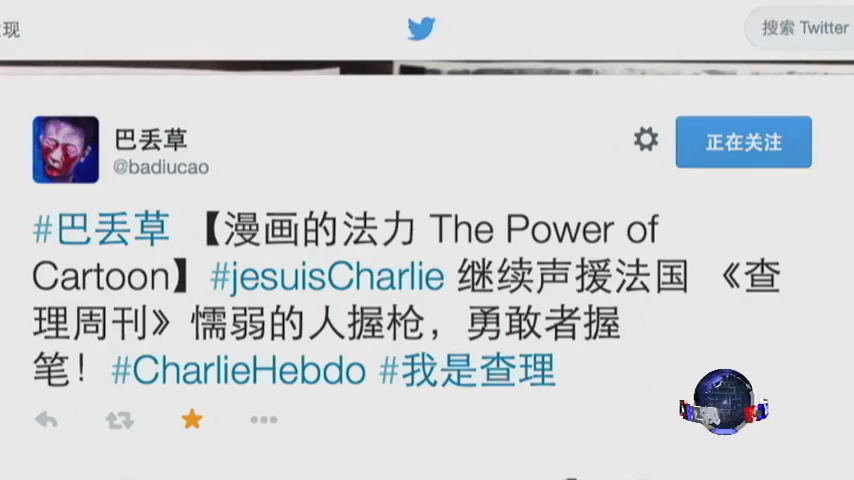 现
搜索 Twitter
巴丢草
@badiucao
正在关注
#巴丢草 【漫画的法力 The Power of
Cartoon】#jesuisCharlie 继续声援法国 《查
理周刊》懦弱的人握枪，勇敢者握
笔！#CharlieHebdo #我是查理